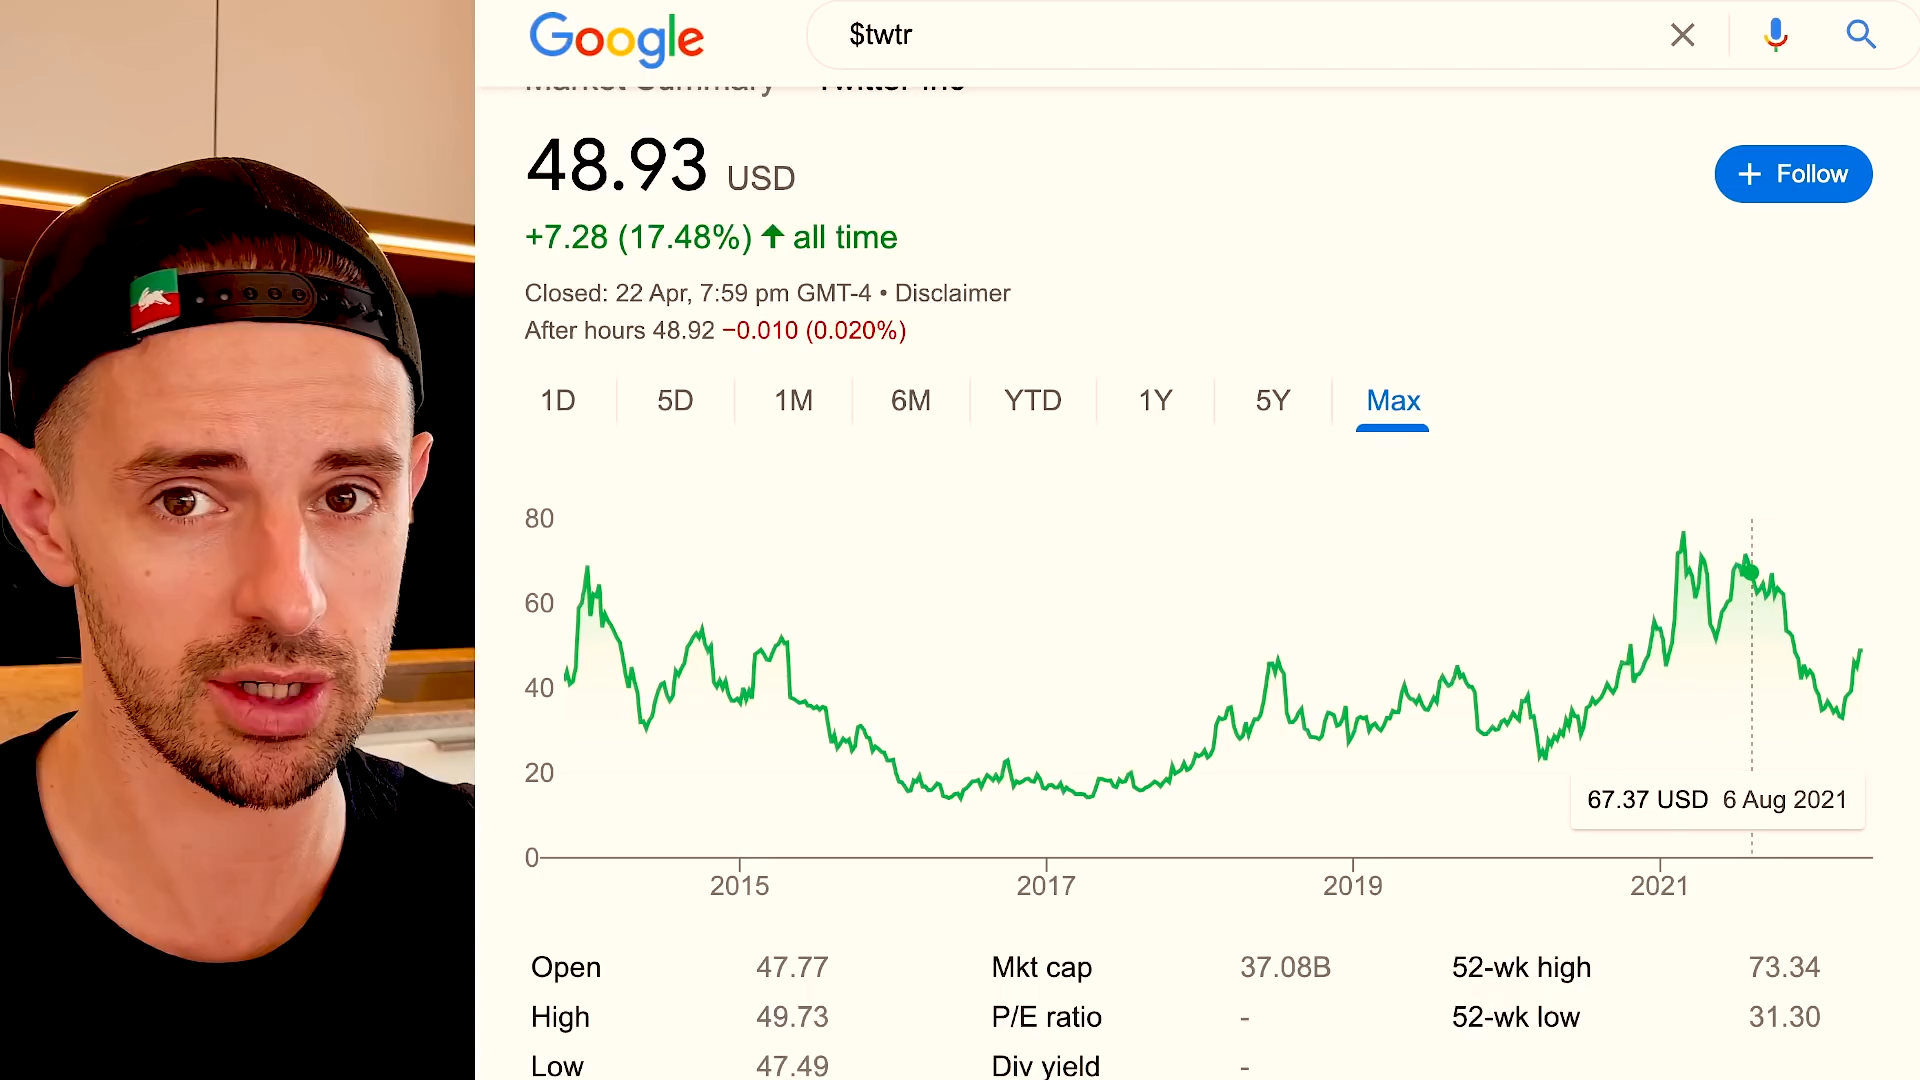 Google
$twtr
Market Summary Twitter Inc
48.93 USD
+ Follow
+7.28 (17.48%) ↑ all time
Closed: 22 Apr, 7:59 pm GMT-4 • Disclaimer
After hours 48.92 −0.010 (0.020%)
1D 5D 1M 6M YTD 1Y 5Y Max
80
60
40
20
67.37 USD 6 Aug 2021
0
2015 2017 2019 2021
Open 47.77 Mkt cap 37.08B 52-wk high 73.34
High 49.73 P/E ratio - 52-wk low 31.30
Low 47.49 Div yield -